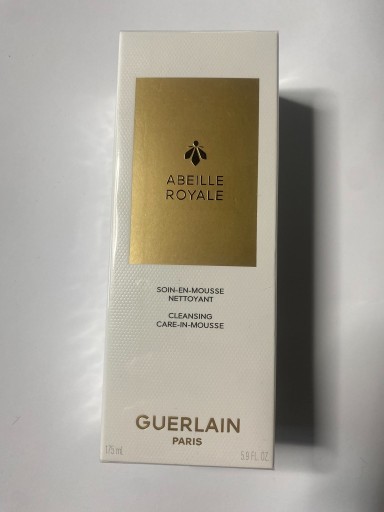 ABEILLE
ROYALE
SOIN-EN-MOUSSE
NETTOYANT
CLEANSING
CARE-IN-MOUSSE
GUERLAIN
PARIS
175 mL
5.9 FL. OZ.